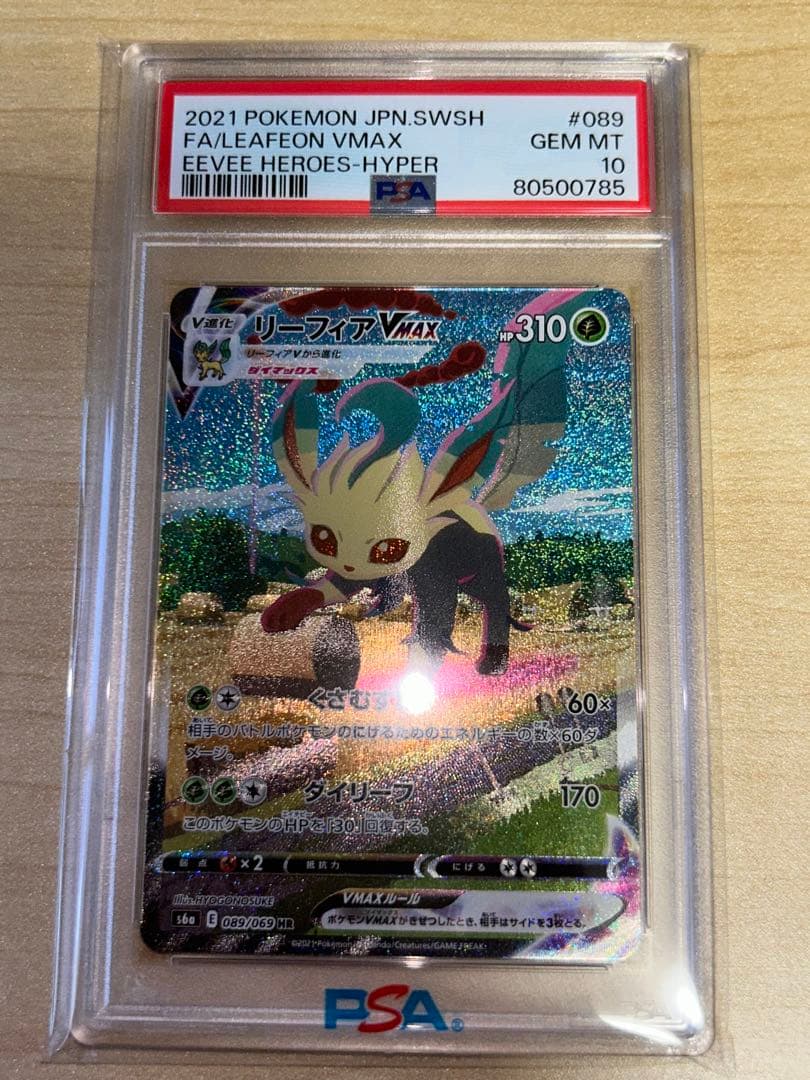 2021 POKEMON JPN.SWSH #089
FA/LEAFEON VMAX GEM MT
EEVEE HEROES-HYPER 10
PSA 80500785
V進化 リーフィアVMAX HP310
リーフィアVから進化
ダイマックス
くさむす 60×
相手のバトルポケモンのにげるためのエネルギーの数×60ダ
メージ。
ダイリーフ 170
このポケモンのHPを「30」回復する。
弱点 ×2 抵抗力 にげる
Illus.HYOGONOSUKE
VMAXルール
s6a E 089/069 HR
ポケモンVMAXがきぜつしたとき、相手はサイドを3枚とる。
©2021 Pokémon/Nintendo/Creatures/GAME FREAK.
PSA